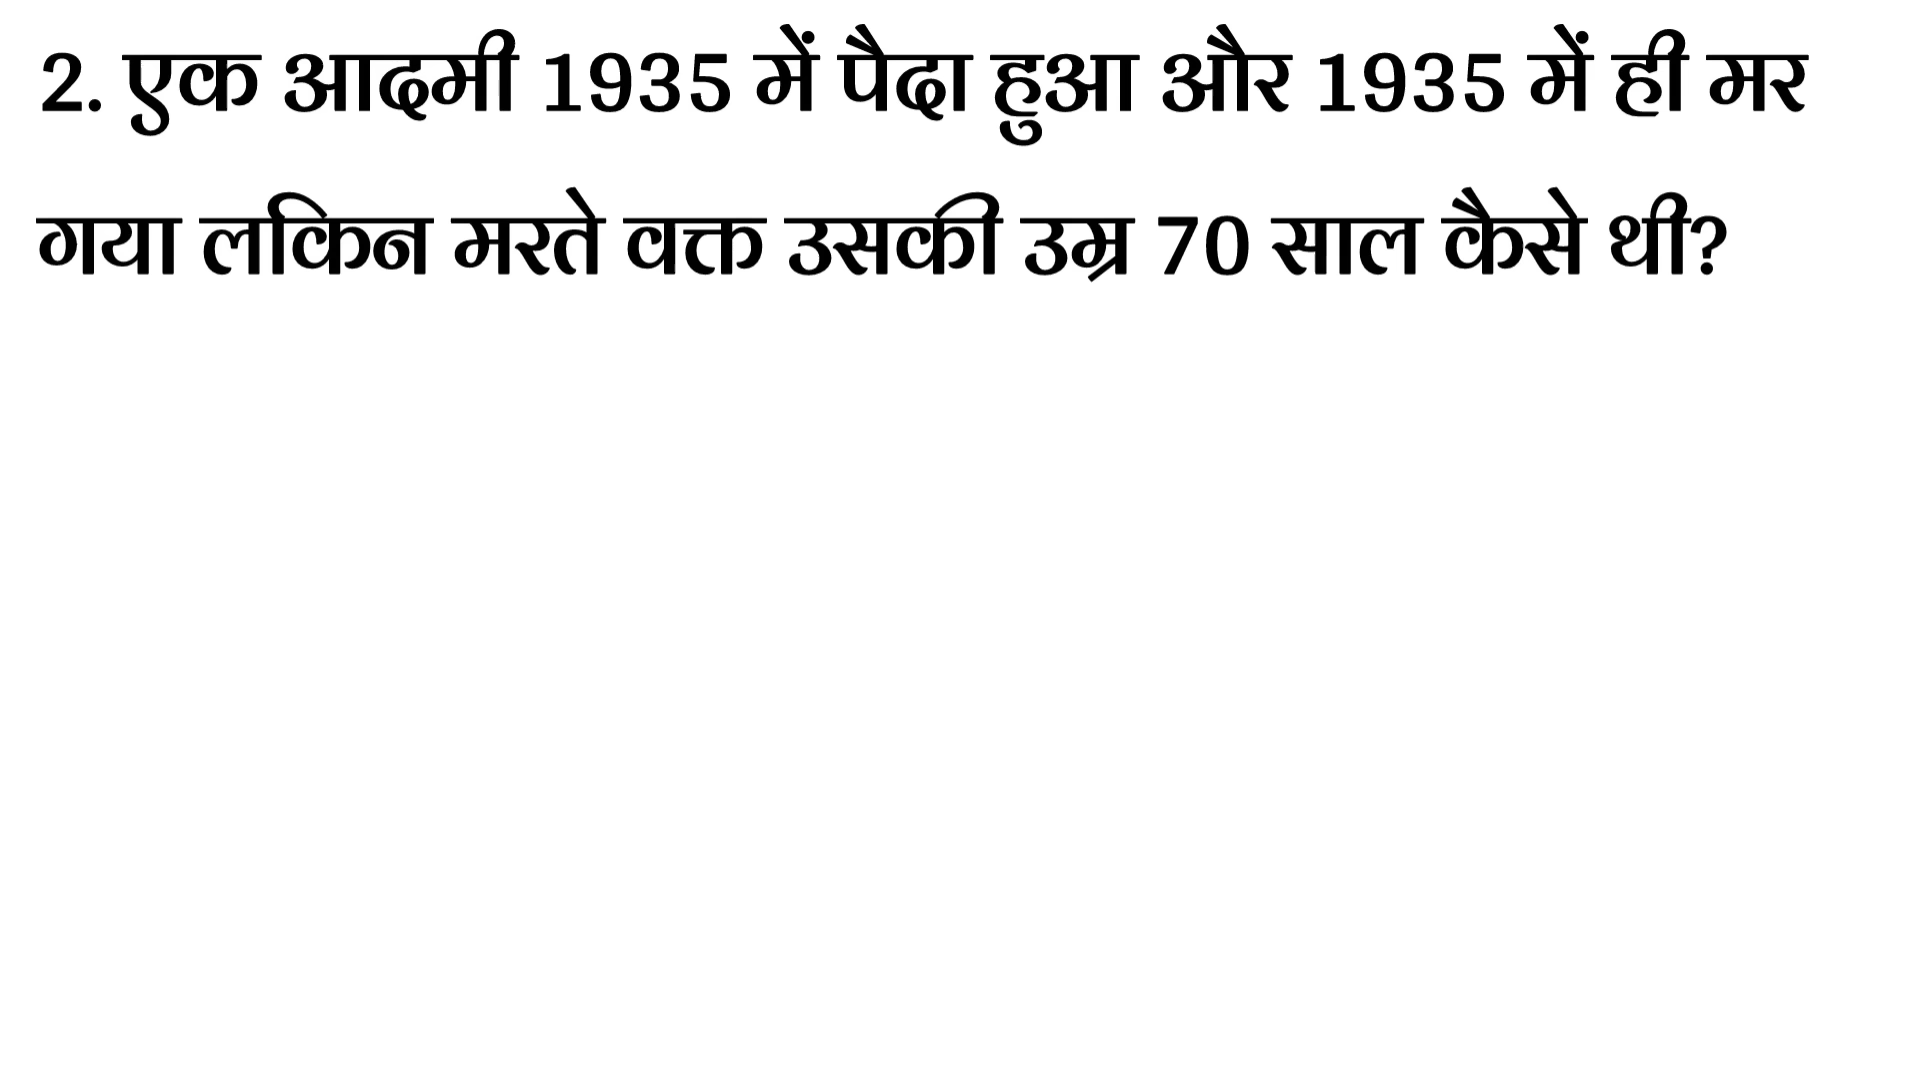 2. एक आदमी 1935 में पैदा हुआ और 1935 में ही मर
गया लकिन मरते वक्त उसकी उम्र 70 साल कैसे थी?